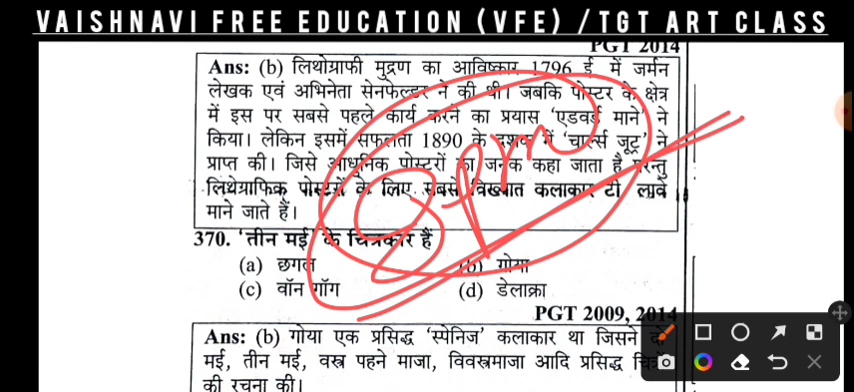 VAISHNAVI FREE EDUCATION (VFE) / TGT ART CLASS
PGT 2014
Ans: (b) लिथोग्राफी मुद्रण का आविष्कार 1796 ई में जर्मन
लेखक एवं अभिनेता सेनफेल्डर ने की थी। जबकि पोस्टर के क्षेत्र
में इस पर सबसे पहले कार्य करने का प्रयास 'एडवर्ड माने' ने
किया। लेकिन इसमें सफलता 1890 के दशक में 'चार्ल्स जूट' ने
प्राप्त की। जिसे आधुनिक पोस्टरों का जनक कहा जाता है परन्तु
लिथेग्राफिक पोस्टरों के लिए सबसे विख्यात कलाकार टी लावे
माने जाते हैं।
8pm
370. 'तीन मई' के चित्रकार हैं
(a) छगल (b) गोया
(c) वॉन गॉग (d) डेलाक्रा
PGT 2009, 2014
Ans: (b) गोया एक प्रसिद्ध 'स्पेनिज' कलाकार था जिसने दो
मई, तीन मई, वस्त्र पहने माजा, विवस्त्रमाजा आदि प्रसिद्ध
की रचना की।